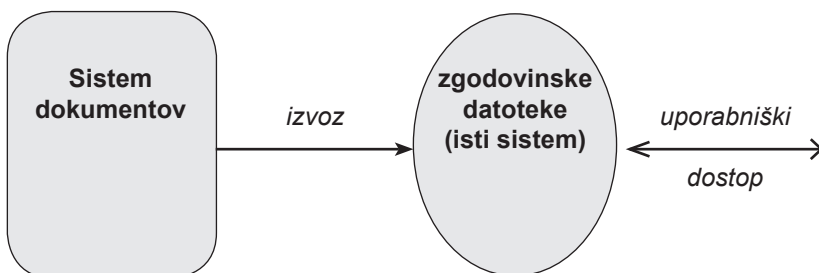 Sistem
dokumentov
izvoz
zgodovinske
datoteke
(isti sistem)
uporabniški
dostop